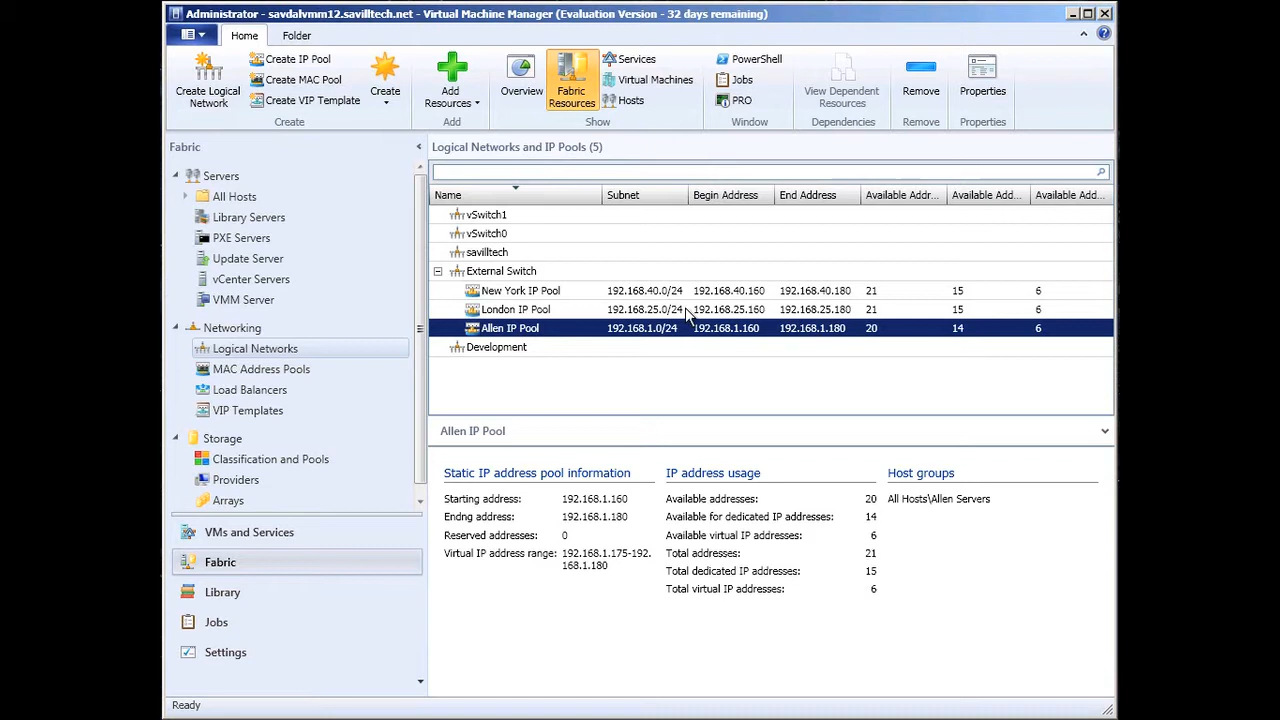 Administrator - savdalvmm12.savilltech.net - Virtual Machine Manager (Evaluation Version - 32 days remaining)
Home Folder
Create Logical Network
Create IP Pool
Create MAC Pool
Create VIP Template
Create
Create
Add Resources
Add
Overview
Fabric Resources
Services
Virtual Machines
Hosts
Show
PowerShell
Jobs
PRO
Window
View Dependent Resources
Dependencies
Remove
Remove
Properties
Properties
Fabric
Servers
All Hosts
Library Servers
PXE Servers
Update Server
vCenter Servers
VMM Server
Networking
Logical Networks
MAC Address Pools
Load Balancers
VIP Templates
Storage
Classification and Pools
Providers
Arrays
VMs and Services
Fabric
Library
Jobs
Settings
Logical Networks and IP Pools (5)
Name Subnet Begin Address End Address Available Addr... Available Add... Available Add...
vSwitch1
vSwitch0
savilltech
External Switch
New York IP Pool 192.168.40.0/24 192.168.40.160 192.168.40.180 21 15 6
London IP Pool 192.168.25.0/24 192.168.25.160 192.168.25.180 21 15 6
Allen IP Pool 192.168.1.0/24 192.168.1.160 192.168.1.180 20 14 6
Development
Allen IP Pool
Static IP address pool information
Starting address: 192.168.1.160
Endng address: 192.168.1.180
Reserved addresses: 0
Virtual IP address range: 192.168.1.175-192.
168.1.180
IP address usage
Available addresses: 20
Available for dedicated IP addresses: 14
Available virtual IP addresses: 6
Total addresses: 21
Total dedicated IP addresses: 15
Total virtual IP addresses: 6
Host groups
All Hosts\Allen Servers
Ready